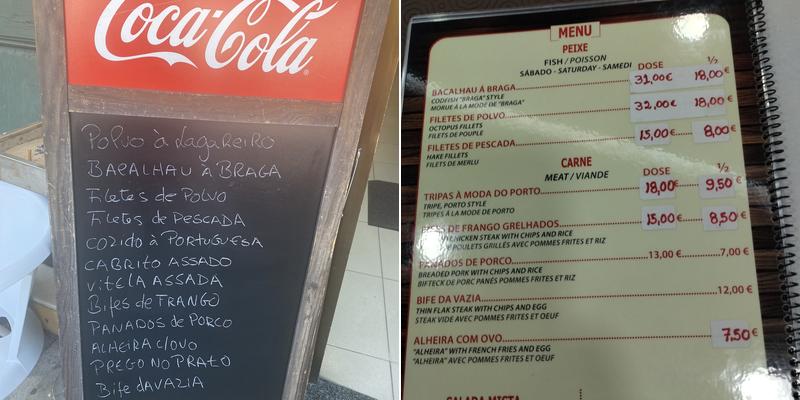 Coca-Cola
Polvo à Lagareiro
BACALHAU à BRAGA
Filetes de Polvo
Filetes de PESCADA
COZIDO à PORTUGUESA
CABRITO ASSADO
VITELA ASSADA
Bifes de FRANGO
PANADOS DE PORCO
ALHEIRA C/OVO
PREGO NO PRATO
Bife dA VAZIA
MENU
PEIXE
FISH / POISSON
SÁBADO - SATURDAY - SAMEDI
DOSE 1/2
BACALHAU À BRAGA 31,00€ 18,00€
CODFISH "BRAGA" STYLE
MORUE À LA MODE DE "BRAGA"
FILETES DE POLVO 32,00€ 18,00€
OCTOPUS FILLETS
FILETS DE POUPLE
FILETES DE PESCADA 15,00€ 8,00€
HAKE FILLETS
FILETS DE MERLU
CARNE
MEAT / VIANDE
DOSE 1/2
TRIPAS À MODA DO PORTO 18,00€ 9,50€
TRIPE, PORTO STYLE
TRIPES À LA MODE DE PORTO
DE FRANGO GRELHADOS 15,00€ 8,50€
STEAK WITH CHIPS AND RICE
POULETS GRILLÉS AVEC POMMES FRITES ET RIZ
PANADOS DE PORCO 13,00€ 7,00€
BREADED PORK WITH CHIPS AND RICE
BIFTECK DE PORC PANÉS POMMES FRITES ET RIZ
BIFE DA VAZIA 12,00€
THIN FLAK STEAK WITH CHIPS AND EGG
STEAK VIDE AVEC POMMES FRITES ET OEUF
ALHEIRA COM OVO 7,50€
"ALHEIRA" WITH FRENCH FRIES AND EGG
"ALHEIRA" AVEC POMMES FRITES ET OEUF
SALADA MISTA